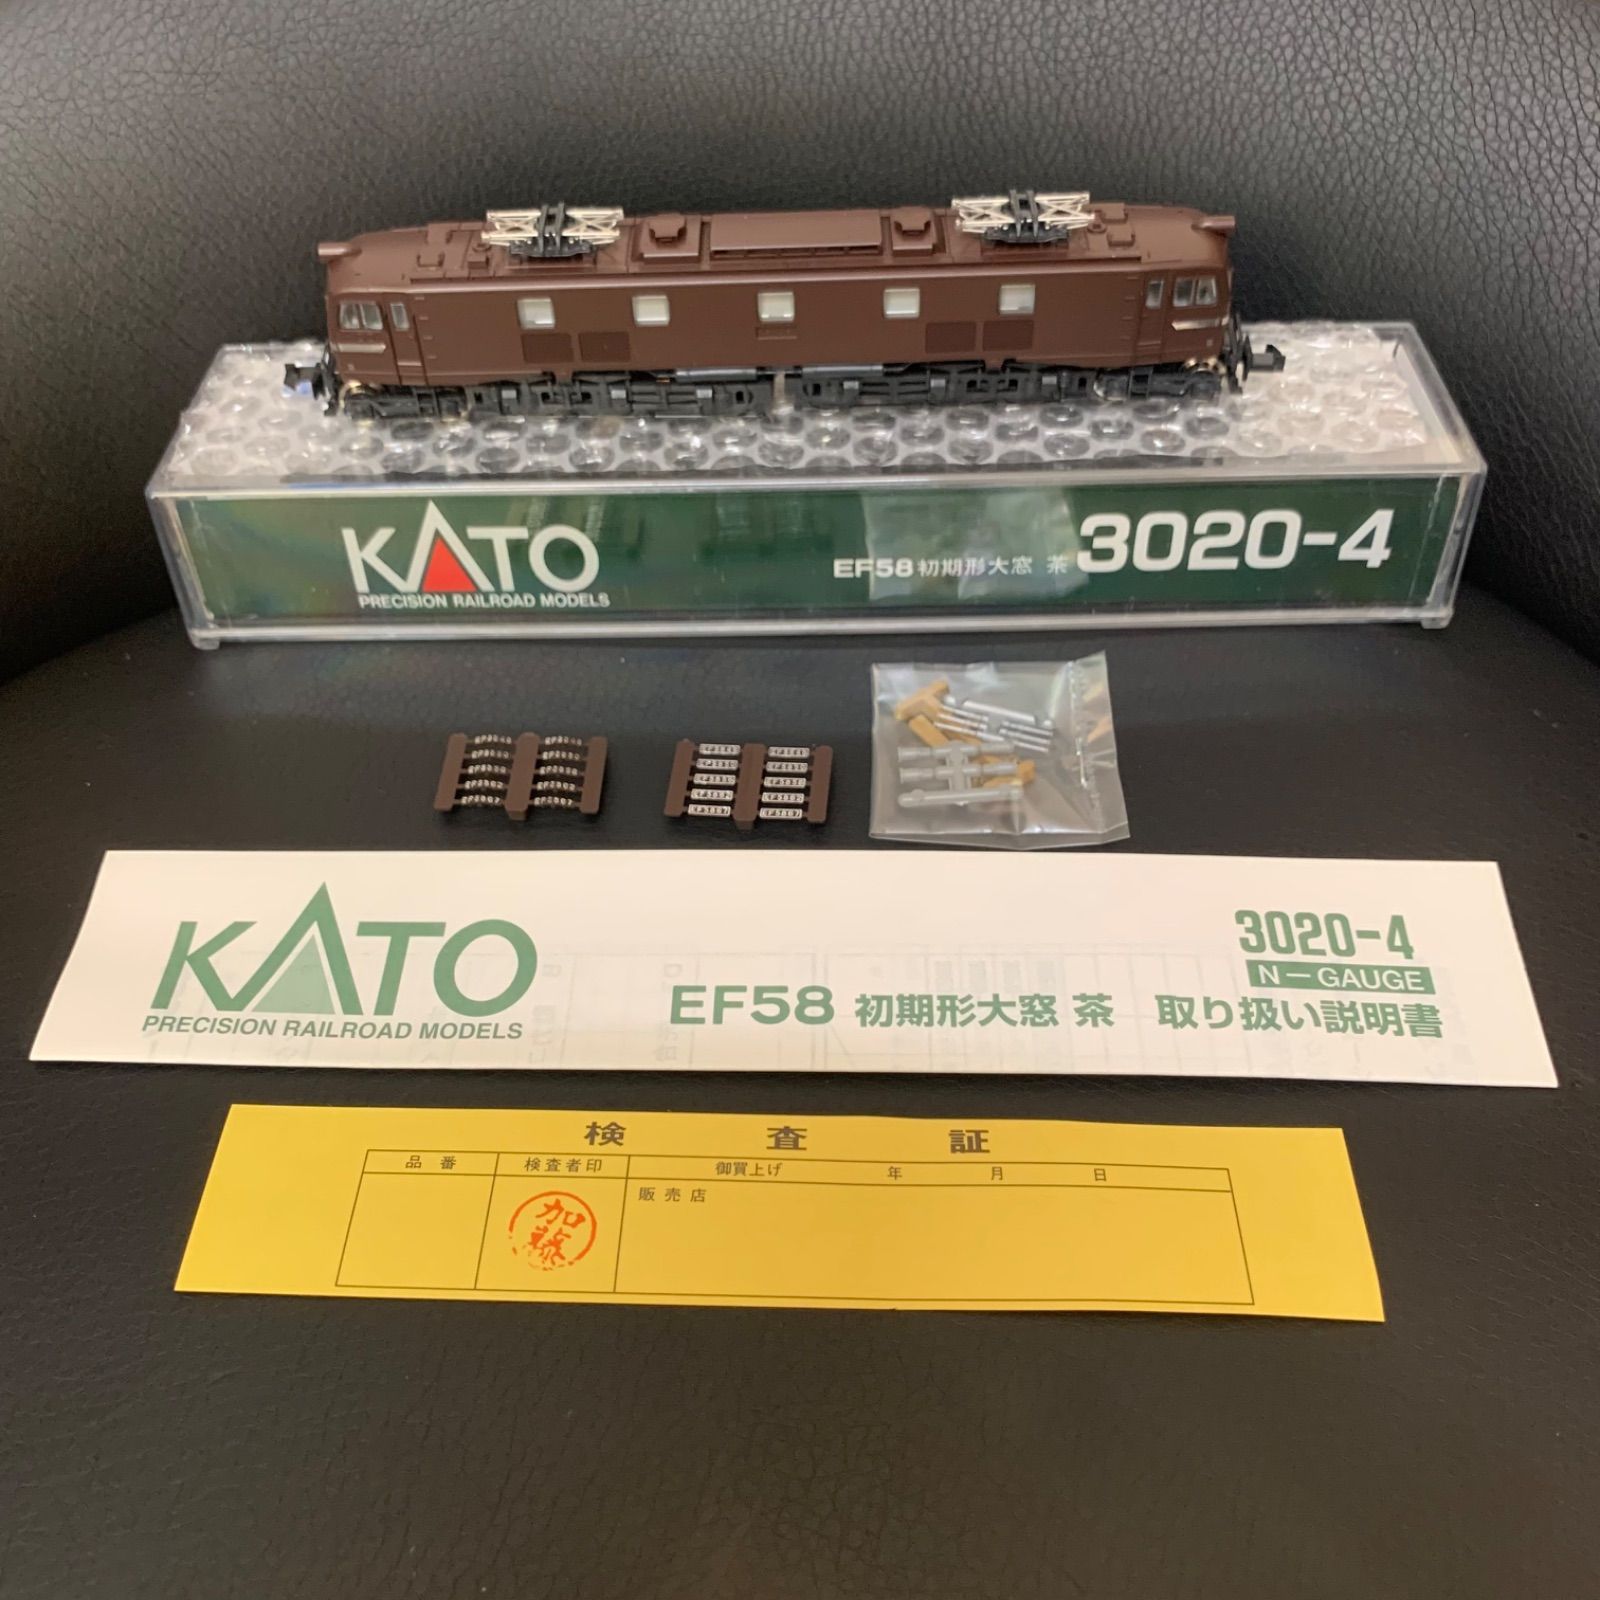 KATO
PRECISION RAILROAD MODELS
EF58 初期形大窓 茶 3020-4
KATO
PRECISION RAILROAD MODELS
3020-4
N-GAUGE
EF58 初期形大窓 茶 取り扱い説明書
検 査 証
品 番 検査者印 御買上げ 年 月 日
加藤
販 売 店